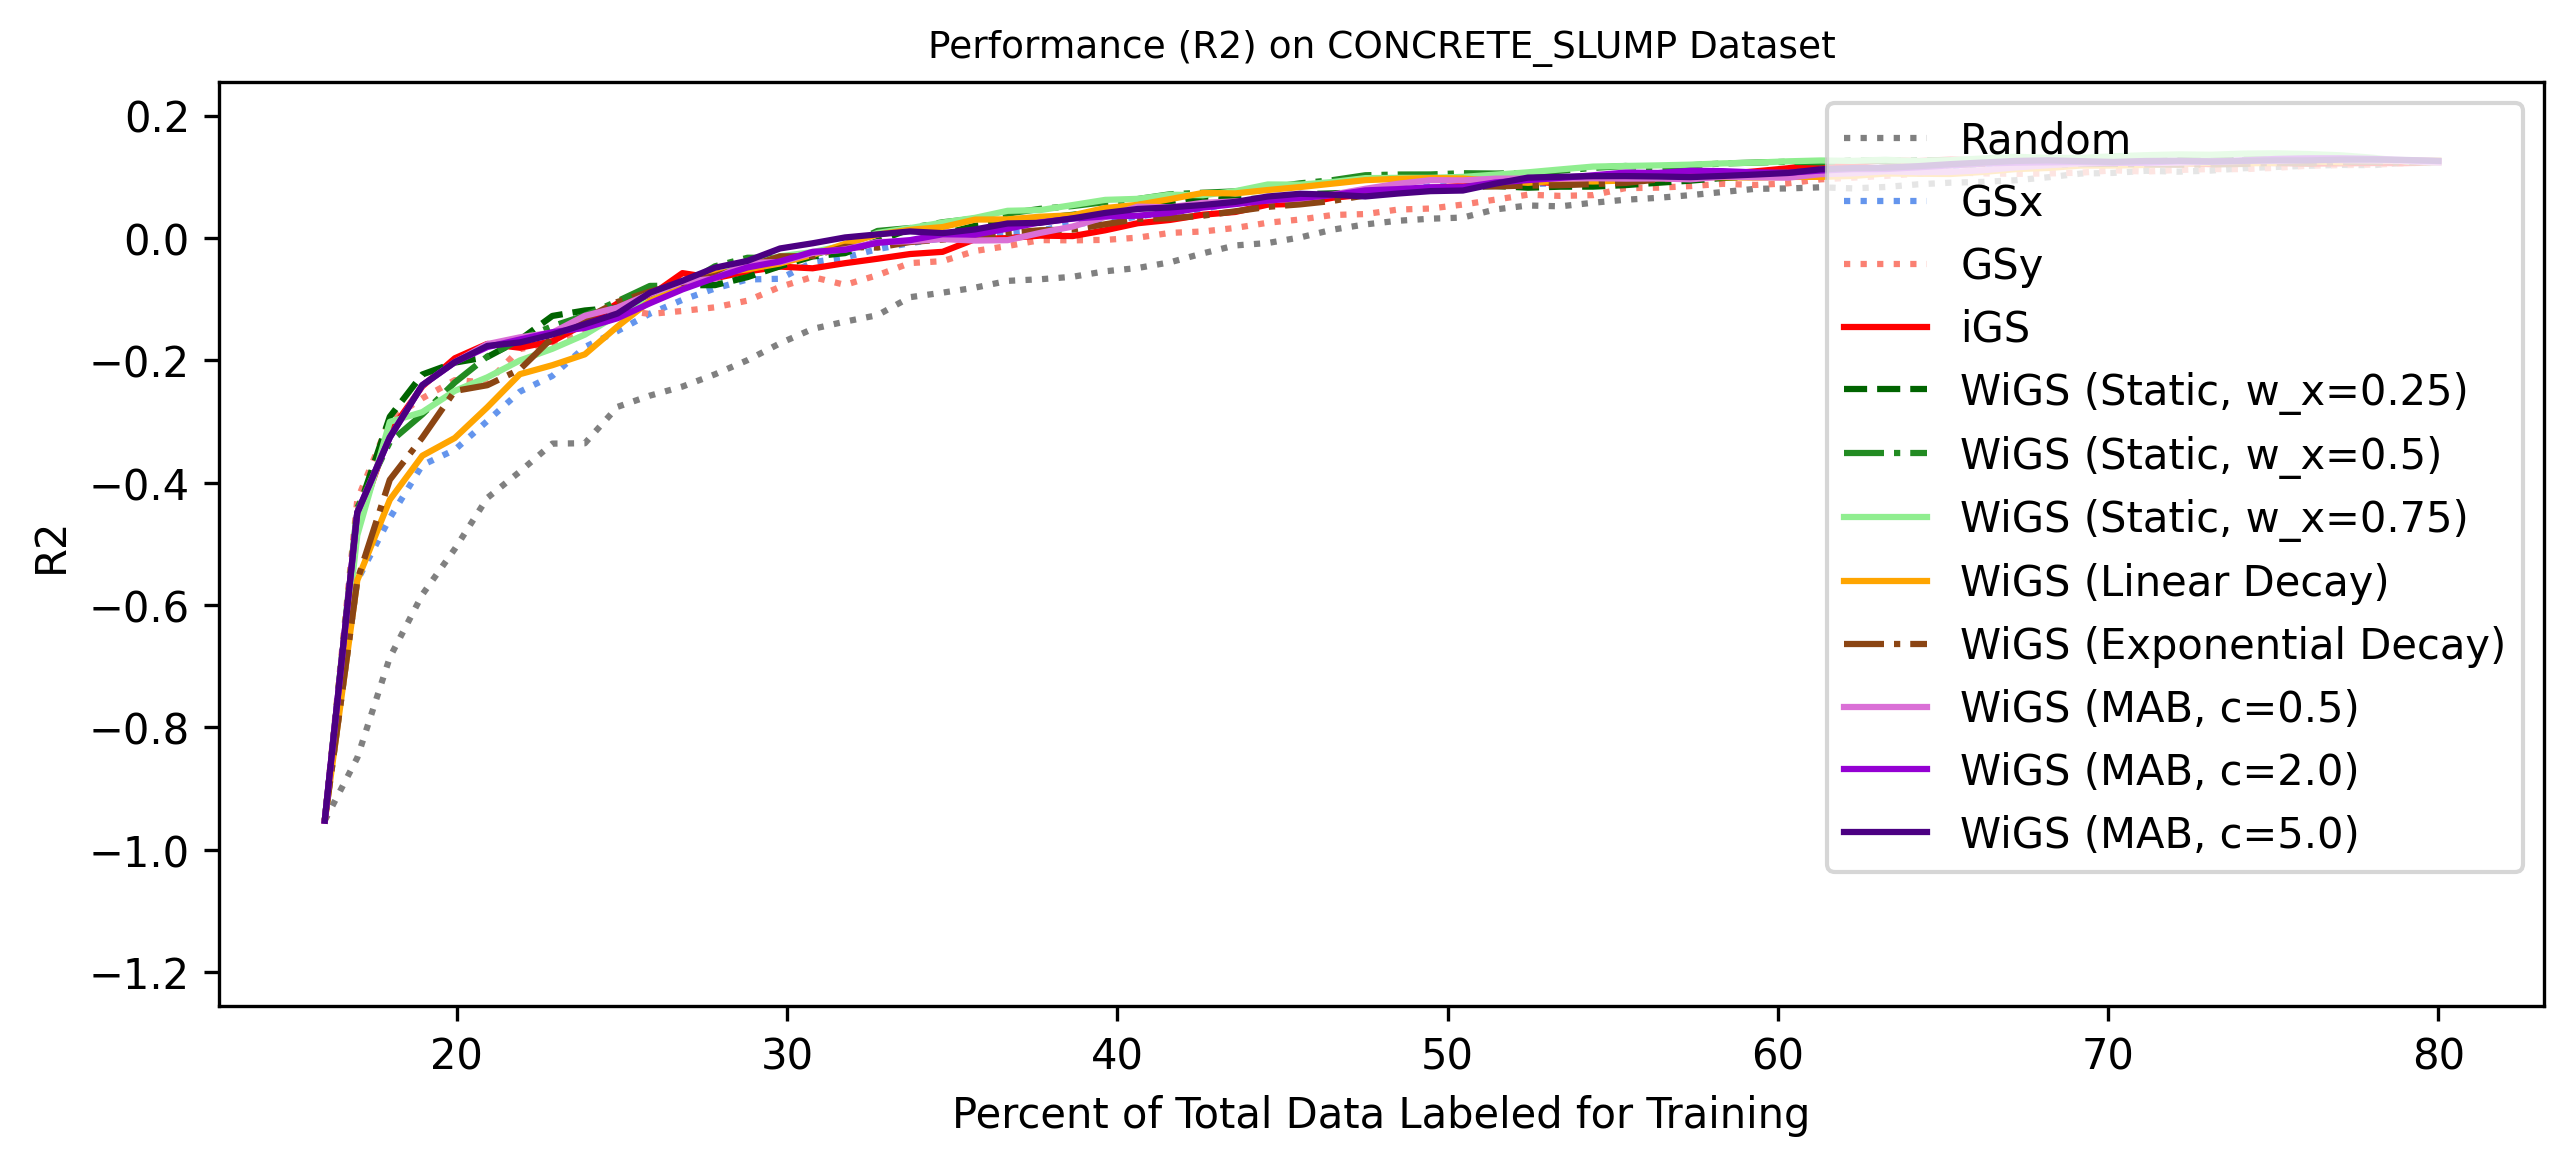 Performance (R2) on CONCRETE_SLUMP Dataset
R2
0.2
0.0
−0.2
−0.4
−0.6
−0.8
−1.0
−1.2
Random
GSx
GSy
iGS
WiGS (Static, w_x=0.25)
WiGS (Static, w_x=0.5)
WiGS (Static, w_x=0.75)
WiGS (Linear Decay)
WiGS (Exponential Decay)
WiGS (MAB, c=0.5)
WiGS (MAB, c=2.0)
WiGS (MAB, c=5.0)
20 30 40 50 60 70 80
Percent of Total Data Labeled for Training